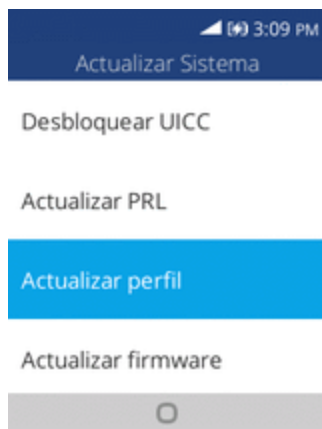 3:09 PM
Actualizar Sistema
Desbloquear UICC
Actualizar PRL
Actualizar perfil
Actualizar firmware